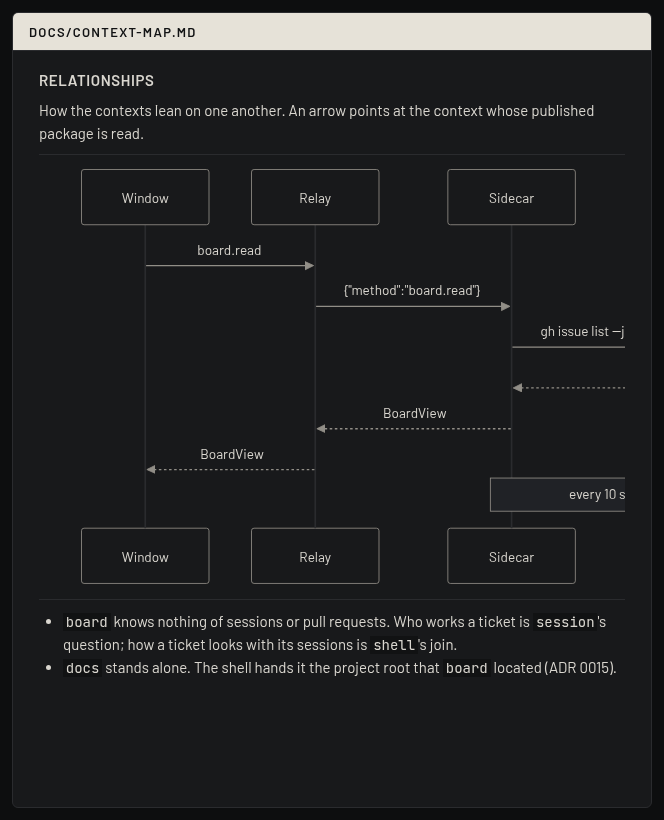 DOCS/CONTEXT-MAP.MD
RELATIONSHIPS
How the contexts lean on one another. An arrow points at the context whose published
package is read.
Window
Relay
Sidecar
board.read
{"method":"board.read"}
gh issue list —j
BoardView
BoardView
every 10 s
Window
Relay
Sidecar
• board knows nothing of sessions or pull requests. Who works a ticket is session's
question; how a ticket looks with its sessions is shell's join.
• docs stands alone. The shell hands it the project root that board located (ADR 0015).